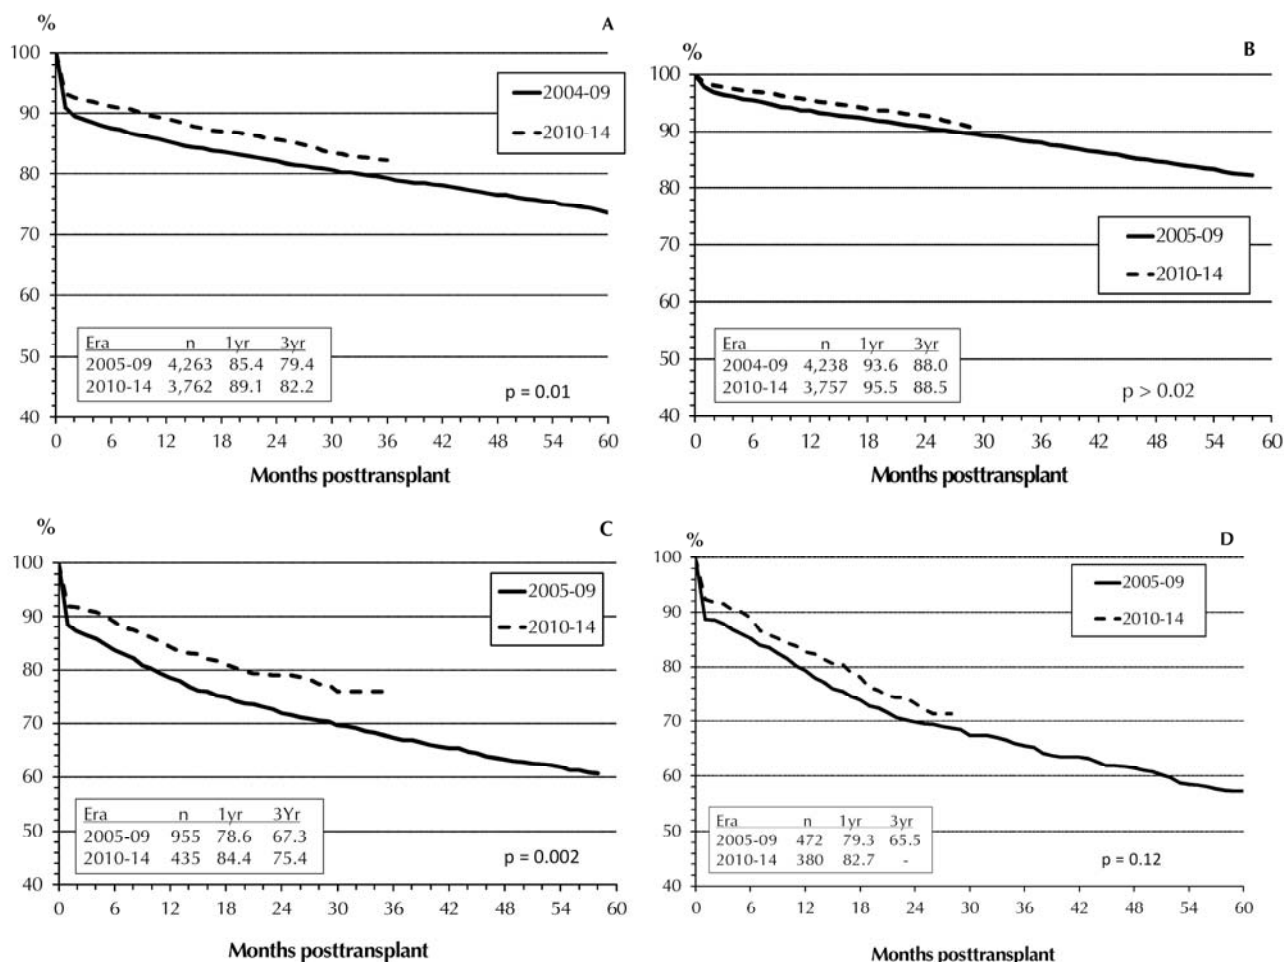 %
A
100
90
80
70
60
50
40
2004-09
2010-14
Era n 1yr 3yr
2005-09 4,263 85.4 79.4
2010-14 3,762 89.1 82.2
p = 0.01
0 6 12 18 24 30 36 42 48 54 60
Months posttransplant
%
B
100
90
80
70
60
50
40
2005-09
2010-14
Era n 1yr 3yr
2004-09 4,238 93.6 88.0
2010-14 3,757 95.5 88.5
p > 0.02
0 6 12 18 24 30 36 42 48 54 60
Months posttransplant
%
C
100
90
80
70
60
50
40
2005-09
2010-14
Era n 1yr 3Yr
2005-09 955 78.6 67.3
2010-14 435 84.4 75.4
p = 0.002
0 6 12 18 24 30 36 42 48 54 60
Months posttransplant
%
D
100
90
80
70
60
50
40
2005-09
2010-14
Era n 1yr 3yr
2005-09 472 79.3 65.5
2010-14 380 82.7 -
p = 0.12
0 6 12 18 24 30 36 42 48 54 60
Months posttransplant